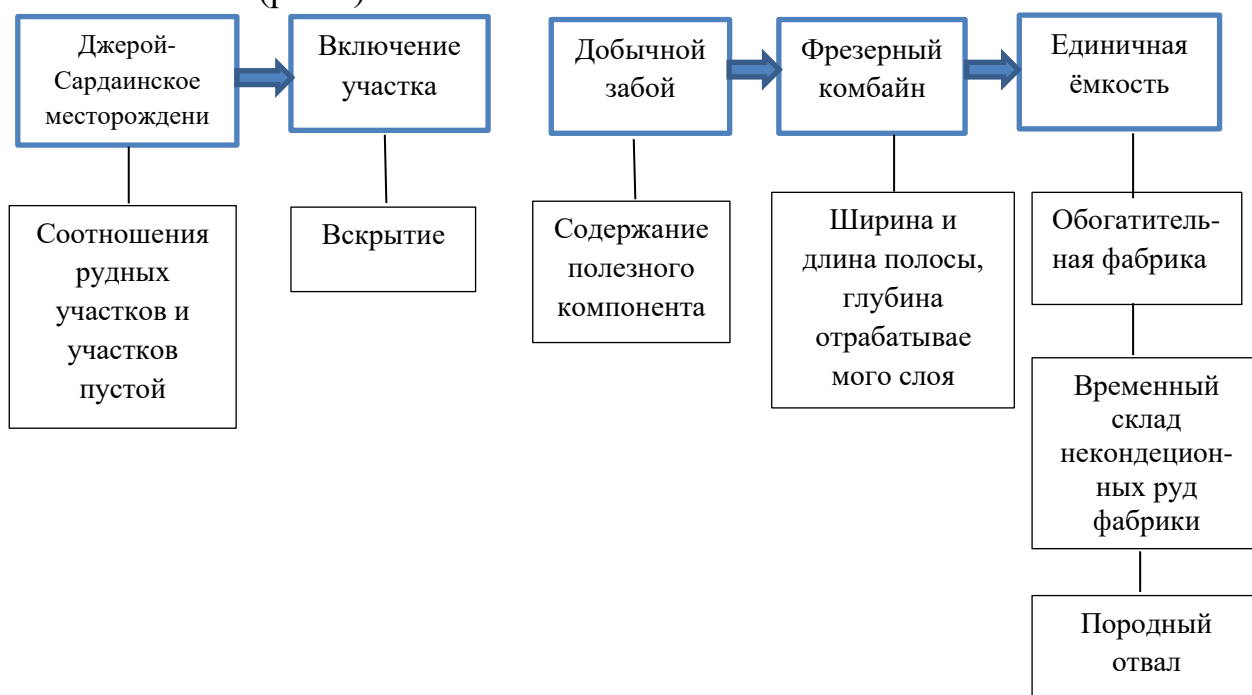 Джерой-
Сардаинское
месторождени
Включение
участка
Добычной
забой
Фрезерный
комбайн
Единичная
ёмкость
Соотношения
рудных
участков и
участков
пустой
Вскрытие
Содержание
полезного
компонента
Ширина и
длина полосы,
глубина
отрабатывае
мого слоя
Обогатитель-
ная фабрика
Временный
склад
некондецион-
ных руд
фабрики
Породный
отвал